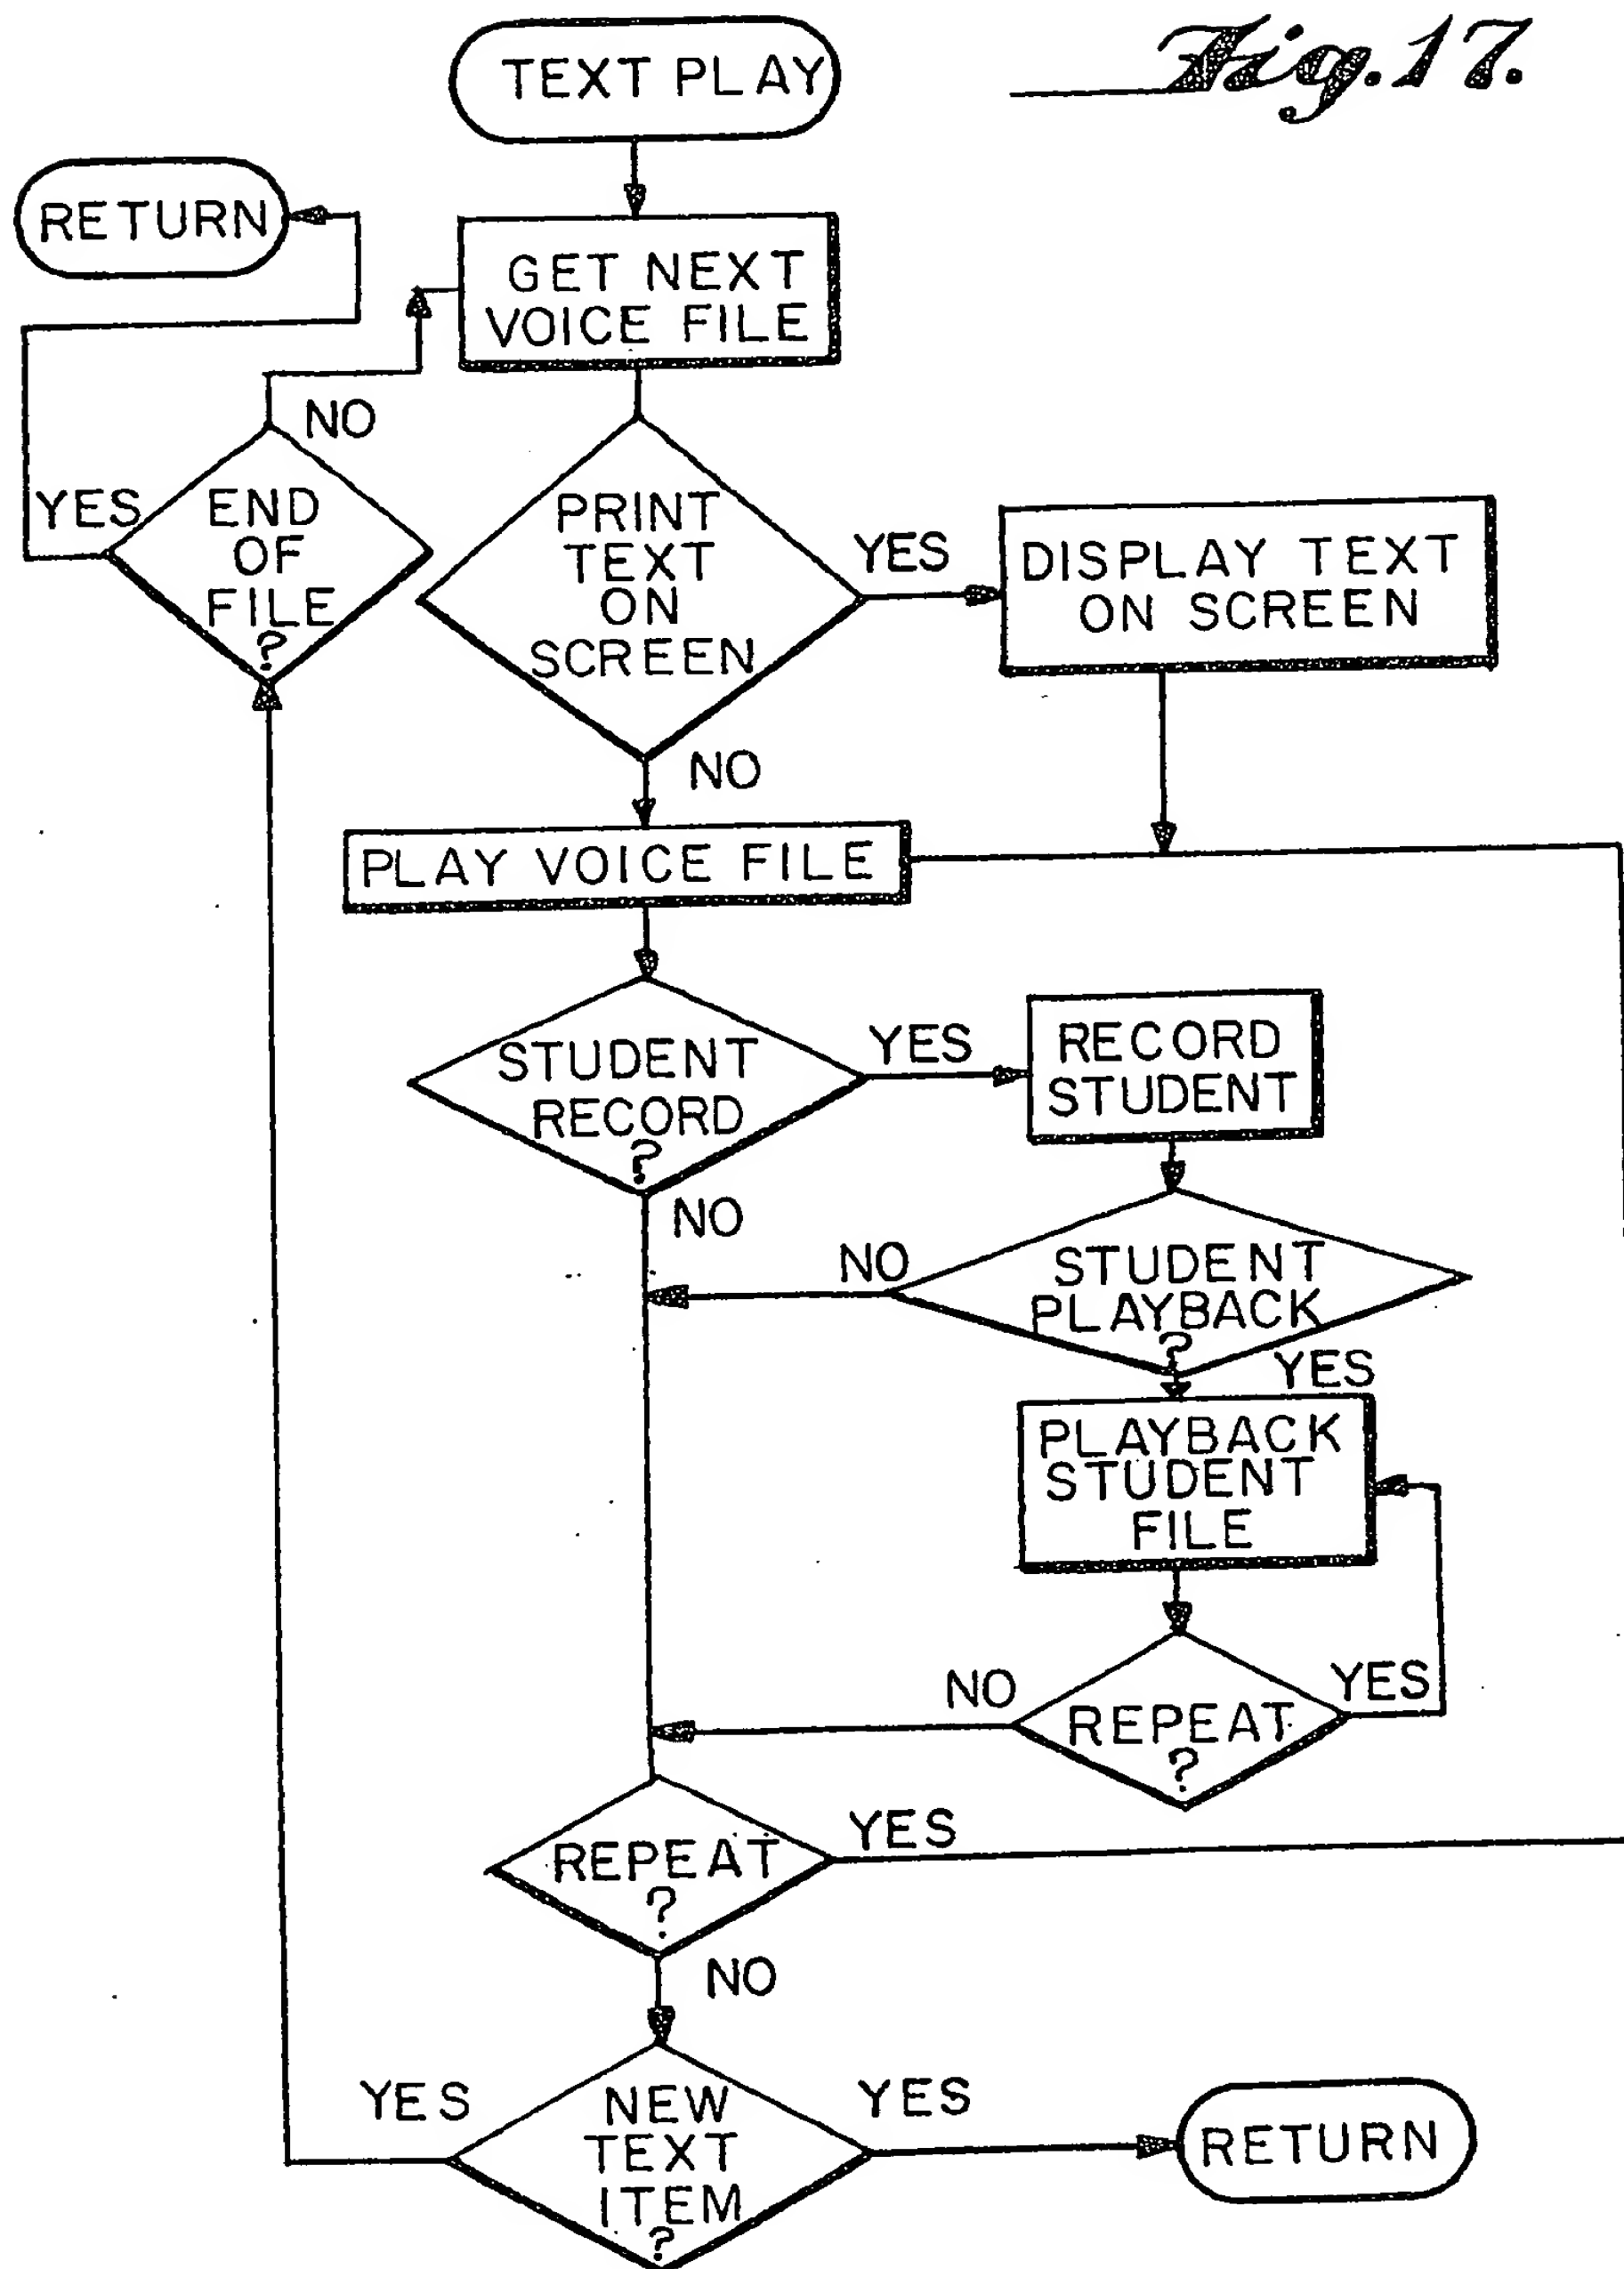 Fig. 17.
TEXT PLAY
RETURN
GET NEXT
VOICE FILE
NO
YES
END
OF
FILE
?
PRINT
TEXT
ON
SCREEN
YES
DISPLAY TEXT
ON SCREEN
NO
PLAY VOICE FILE
STUDENT
RECORD
?
YES
RECORD
STUDENT
NO
NO
STUDENT
PLAYBACK
?
YES
PLAYBACK
STUDENT
FILE
NO
REPEAT
?
YES
REPEAT
?
YES
NO
YES
NEW
TEXT
ITEM
?
YES
RETURN